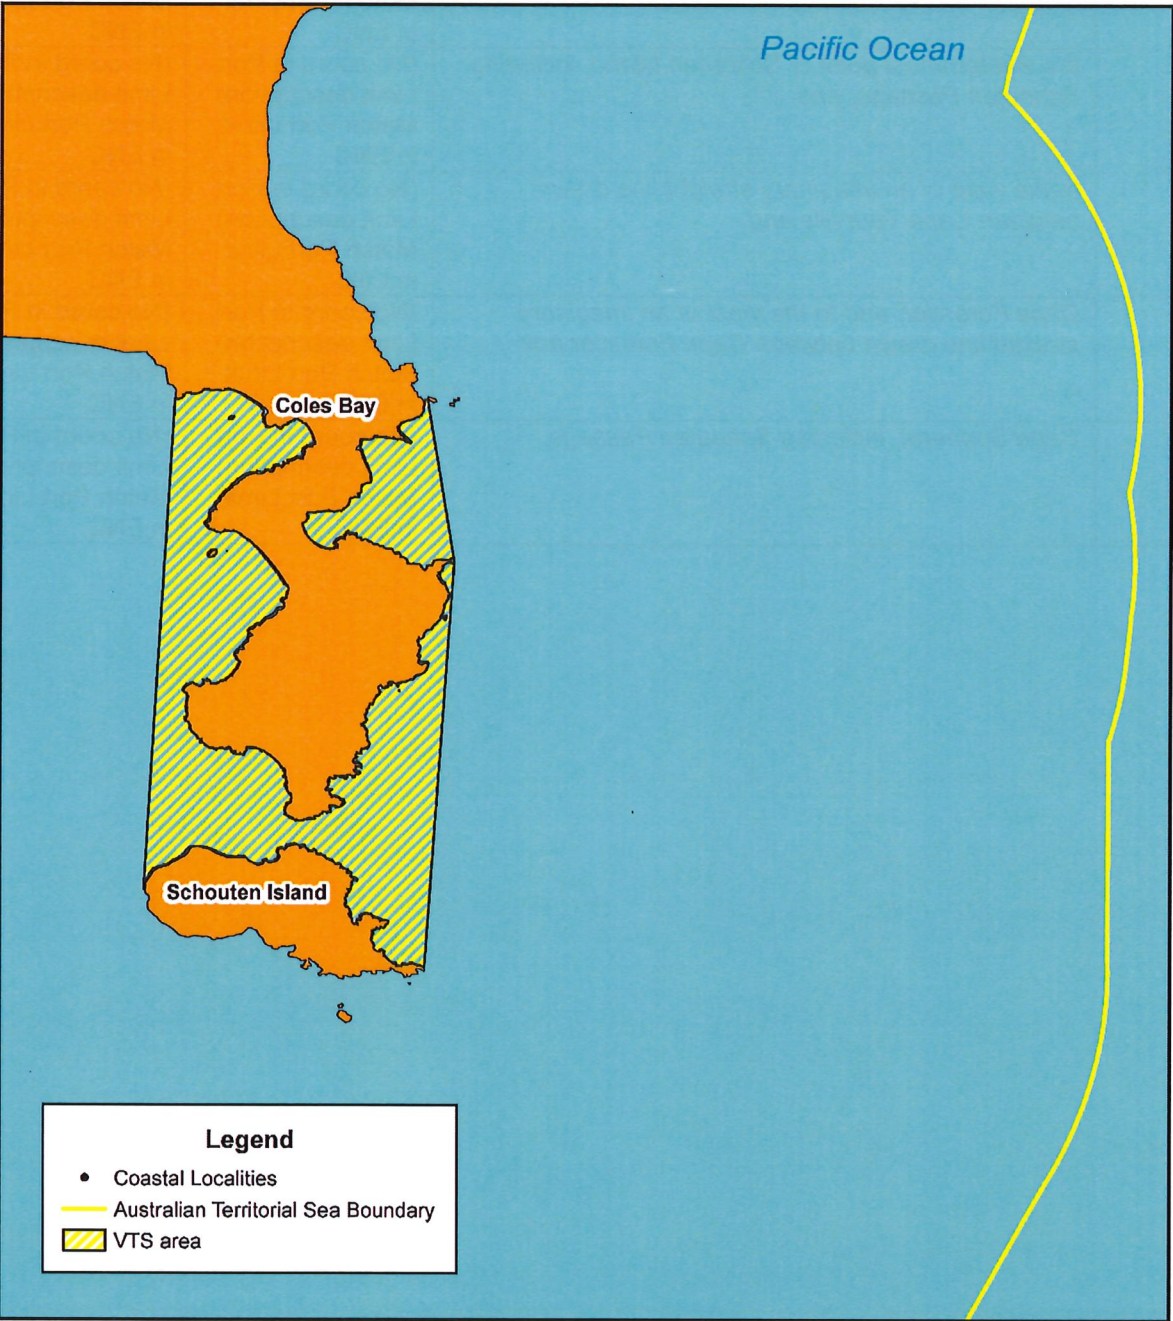 Pacific Ocean
Coles Bay
Schouten Island
Legend
Coastal Localities
Australian Territorial Sea Boundary
VTS area